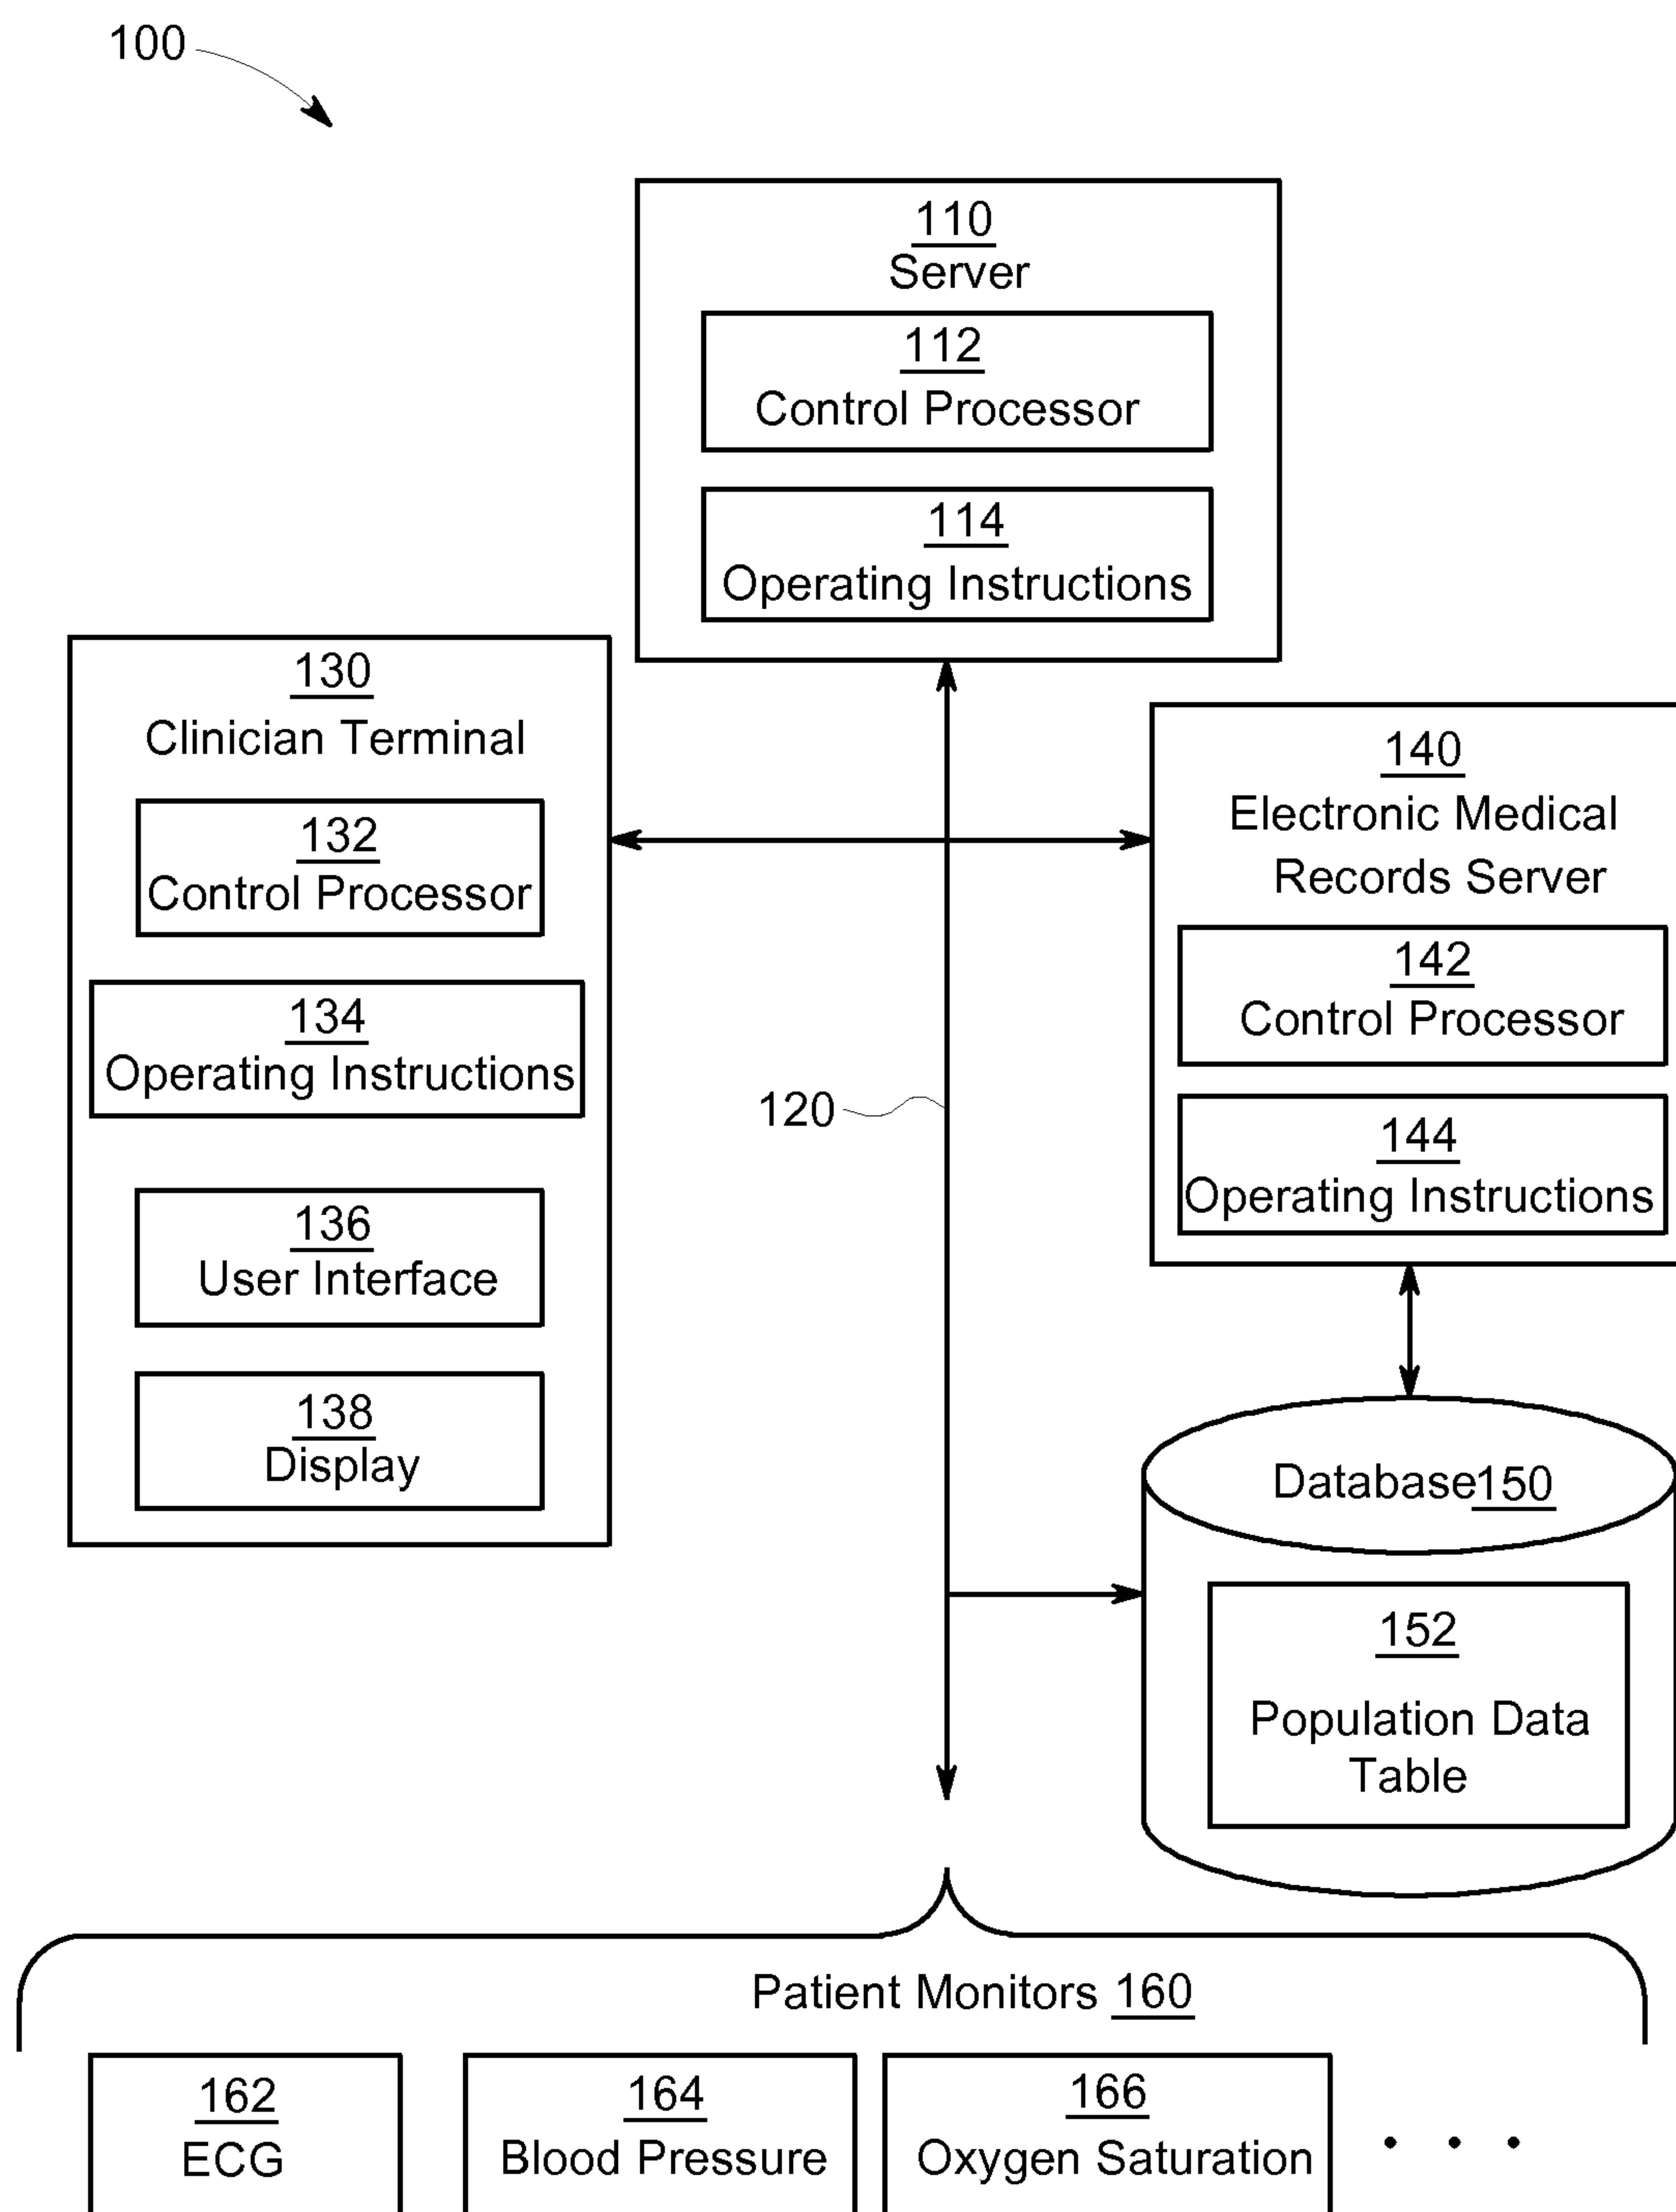 100
110
Server
112
Control Processor
114
Operating Instructions
130
Clinician Terminal
132
Control Processor
134
Operating Instructions
136
User Interface
138
Display
120
140
Electronic Medical
Records Server
142
Control Processor
144
Operating Instructions
Database 150
152
Population Data
Table
Patient Monitors 160
162
ECG
164
Blood Pressure
166
Oxygen Saturation
. . .